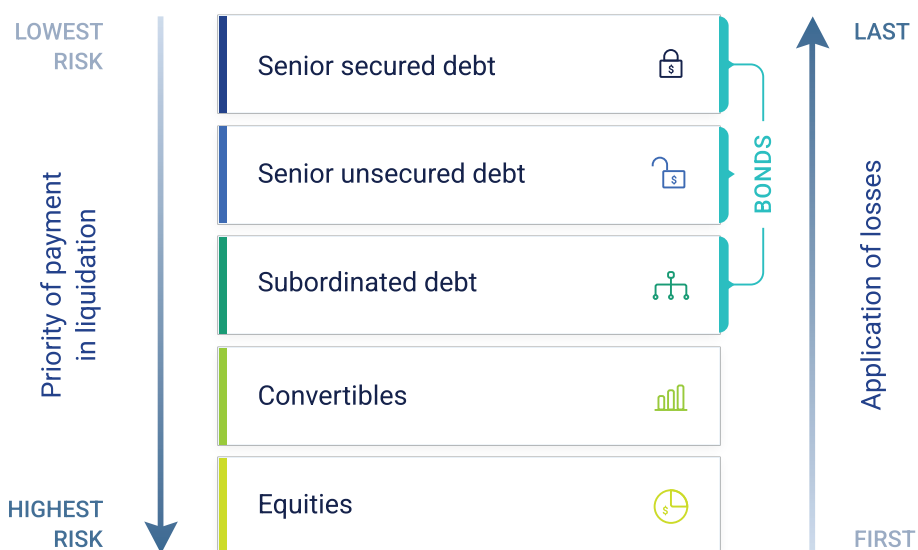 LOWEST
RISK
Priority of payment
in liquidation
HIGHEST
RISK
Senior secured debt
$
Senior unsecured debt
$
Subordinated debt
Convertibles
Equities
$
BONDS
LAST
Application of losses
FIRST